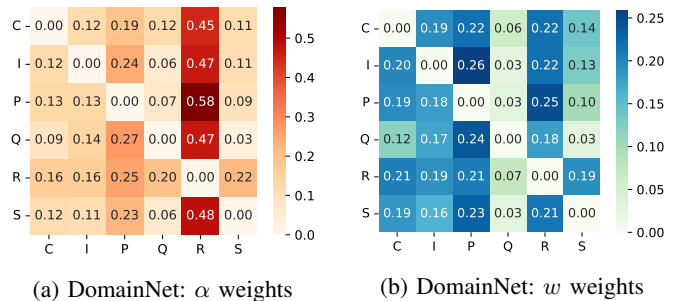 C 0.00 0.12 0.19 0.12 0.45 0.11
I 0.12 0.00 0.24 0.06 0.47 0.11
P 0.13 0.13 0.00 0.07 0.58 0.09
Q 0.09 0.14 0.27 0.00 0.47 0.03
R 0.16 0.16 0.25 0.20 0.00 0.22
S 0.12 0.11 0.23 0.06 0.48 0.00
C I P Q R S
0.5
0.4
0.3
0.2
0.1
0.0
(a) DomainNet: α weights
C 0.00 0.19 0.22 0.06 0.22 0.14
I 0.20 0.00 0.26 0.03 0.22 0.13
P 0.19 0.18 0.00 0.03 0.25 0.10
Q 0.12 0.17 0.24 0.00 0.18 0.03
R 0.21 0.19 0.21 0.07 0.00 0.19
S 0.19 0.16 0.23 0.03 0.21 0.00
C I P Q R S
0.25
0.20
0.15
0.10
0.05
0.00
(b) DomainNet: w weights